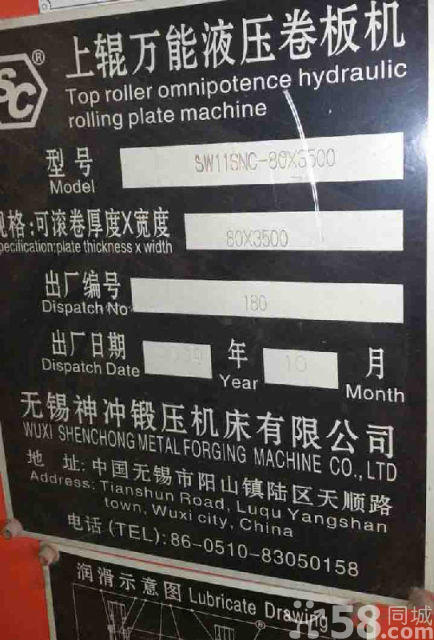 SC®
上辊万能液压卷板机
Top roller omnipotence hydraulic
rolling plate machine
型号
Model
SW11SNC-80X3500
规格:可滚卷厚度X宽度
pecification:plate thickness x width
80X3500
出厂编号
Dispatch No
180
出厂日期
Dispatch Date
年
Year
10
月
Month
无锡神冲锻压机床有限公司
WUXI SHENCHONG METAL FORGING MACHINE CO.,LTD
地 址:中国无锡市阳山镇陆区天顺路
Address: Tianshun Road, Luqu Yangshan
town, Wuxi city, China
电话 (TEL): 86-0510-83050158
润滑示意图 Lubricate Drawing
58同城